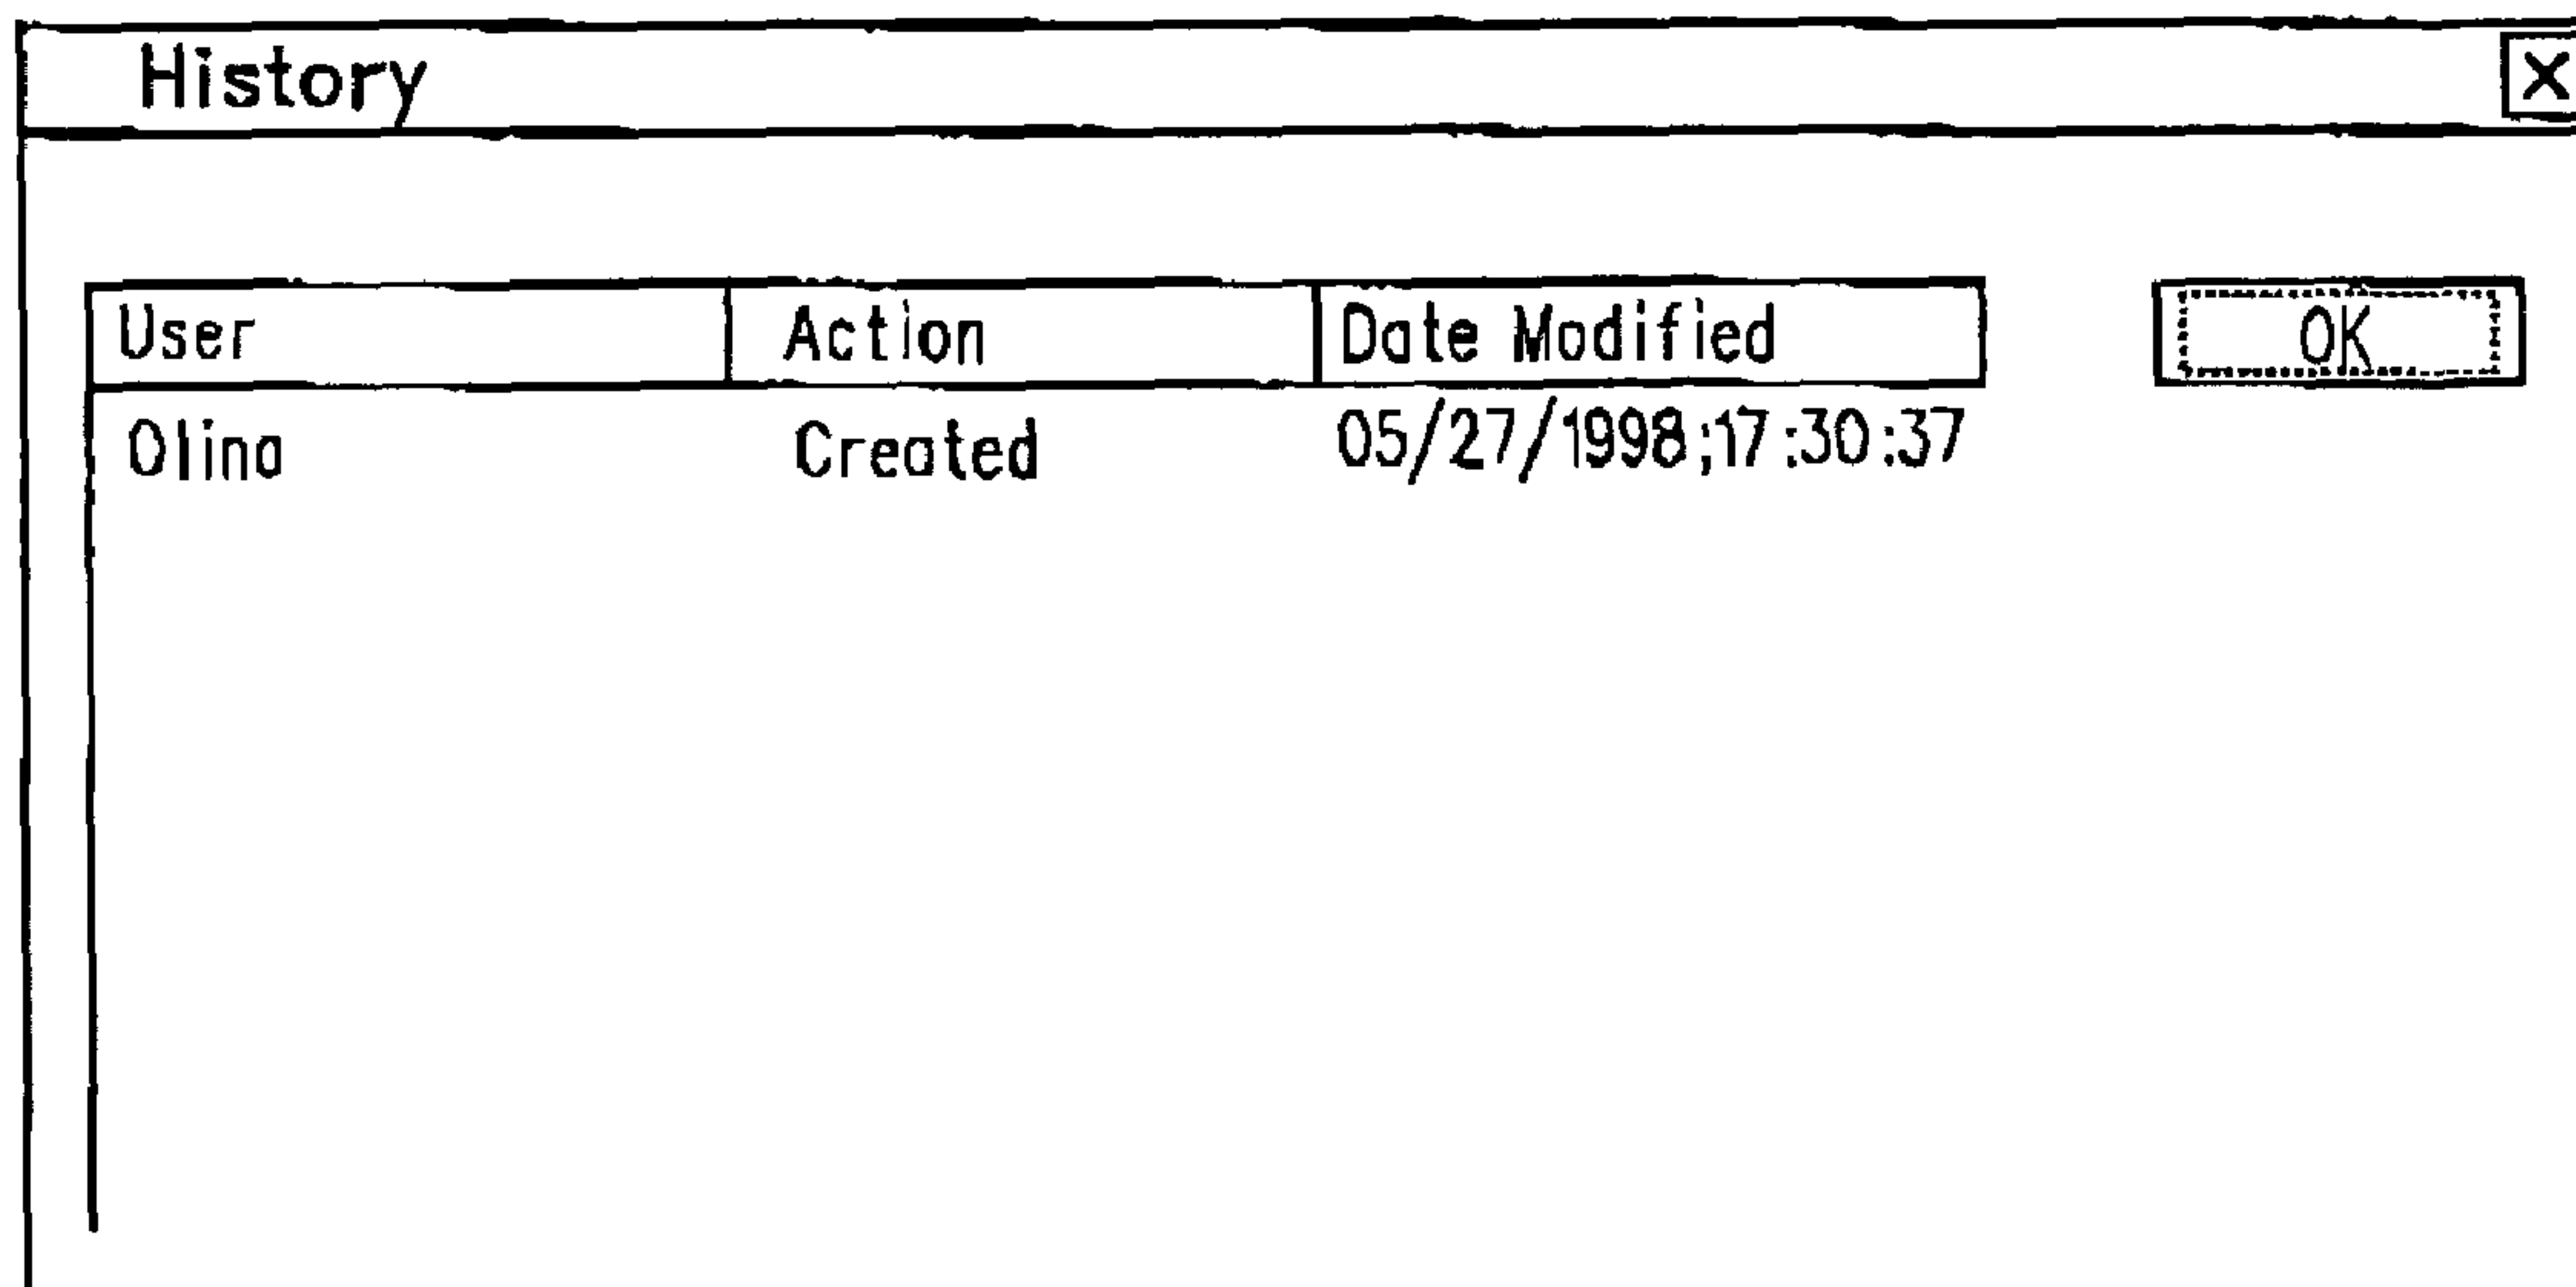 History X
User Action Date Modified OK
Olina Created 05/27/1998;17:30:37